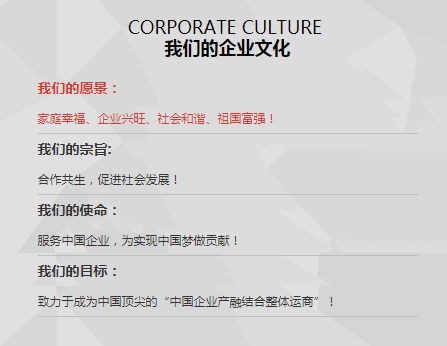 CORPORATE CULTURE
我们的企业文化
我们的愿景：
家庭幸福、企业兴旺、社会和谐、祖国富强！
我们的宗旨:
合作共生，促进社会发展！
我们的使命：
服务中国企业，为实现中国梦做贡献！
我们的目标：
致力于成为中国顶尖的“中国企业产融结合整体运商”！